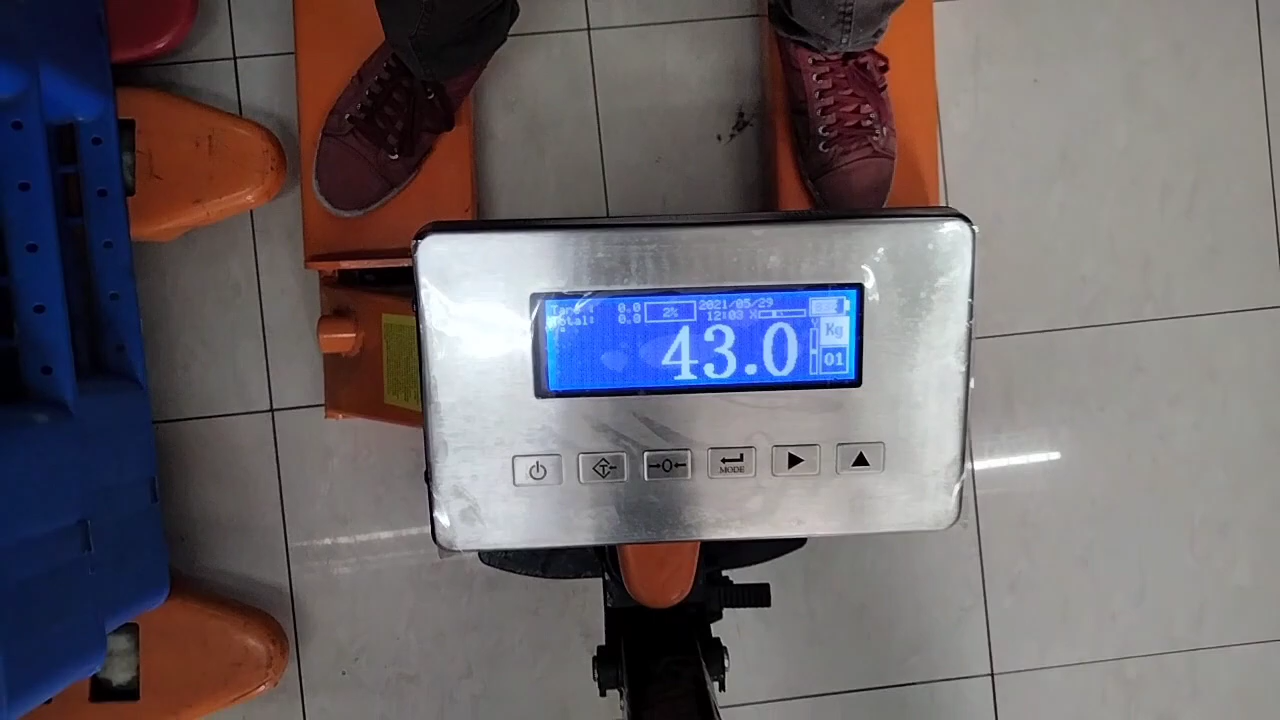 Tare : 0.0
Total: 0.0
2%
2021/05/29
12:03
43.0
Kg
01
MODE